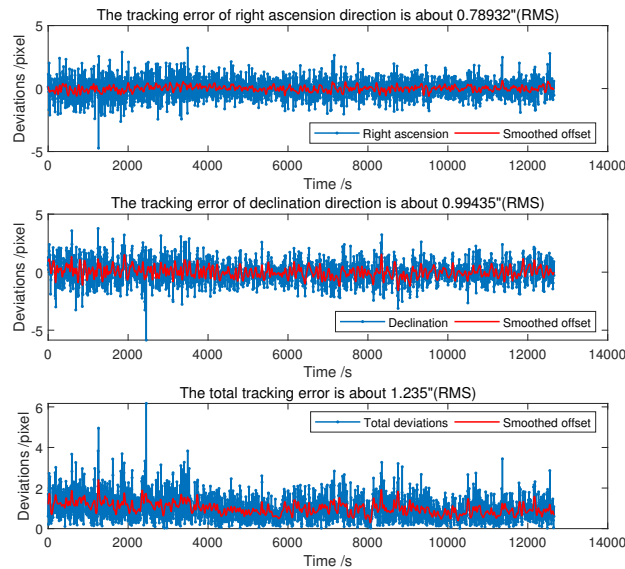 The tracking error of right ascension direction is about 0.78932"(RMS)
5
0
-5
Deviations /pixel
Right ascension
Smoothed offset
0 2000 4000 6000 8000 10000 12000 14000
Time /s
The tracking error of declination direction is about 0.99435"(RMS)
5
0
-5
Deviations /pixel
Declination
Smoothed offset
0 2000 4000 6000 8000 10000 12000 14000
Time /s
The total tracking error is about 1.235"(RMS)
6
4
2
0
Deviations /pixel
Total deviations
Smoothed offset
0 2000 4000 6000 8000 10000 12000 14000
Time /s